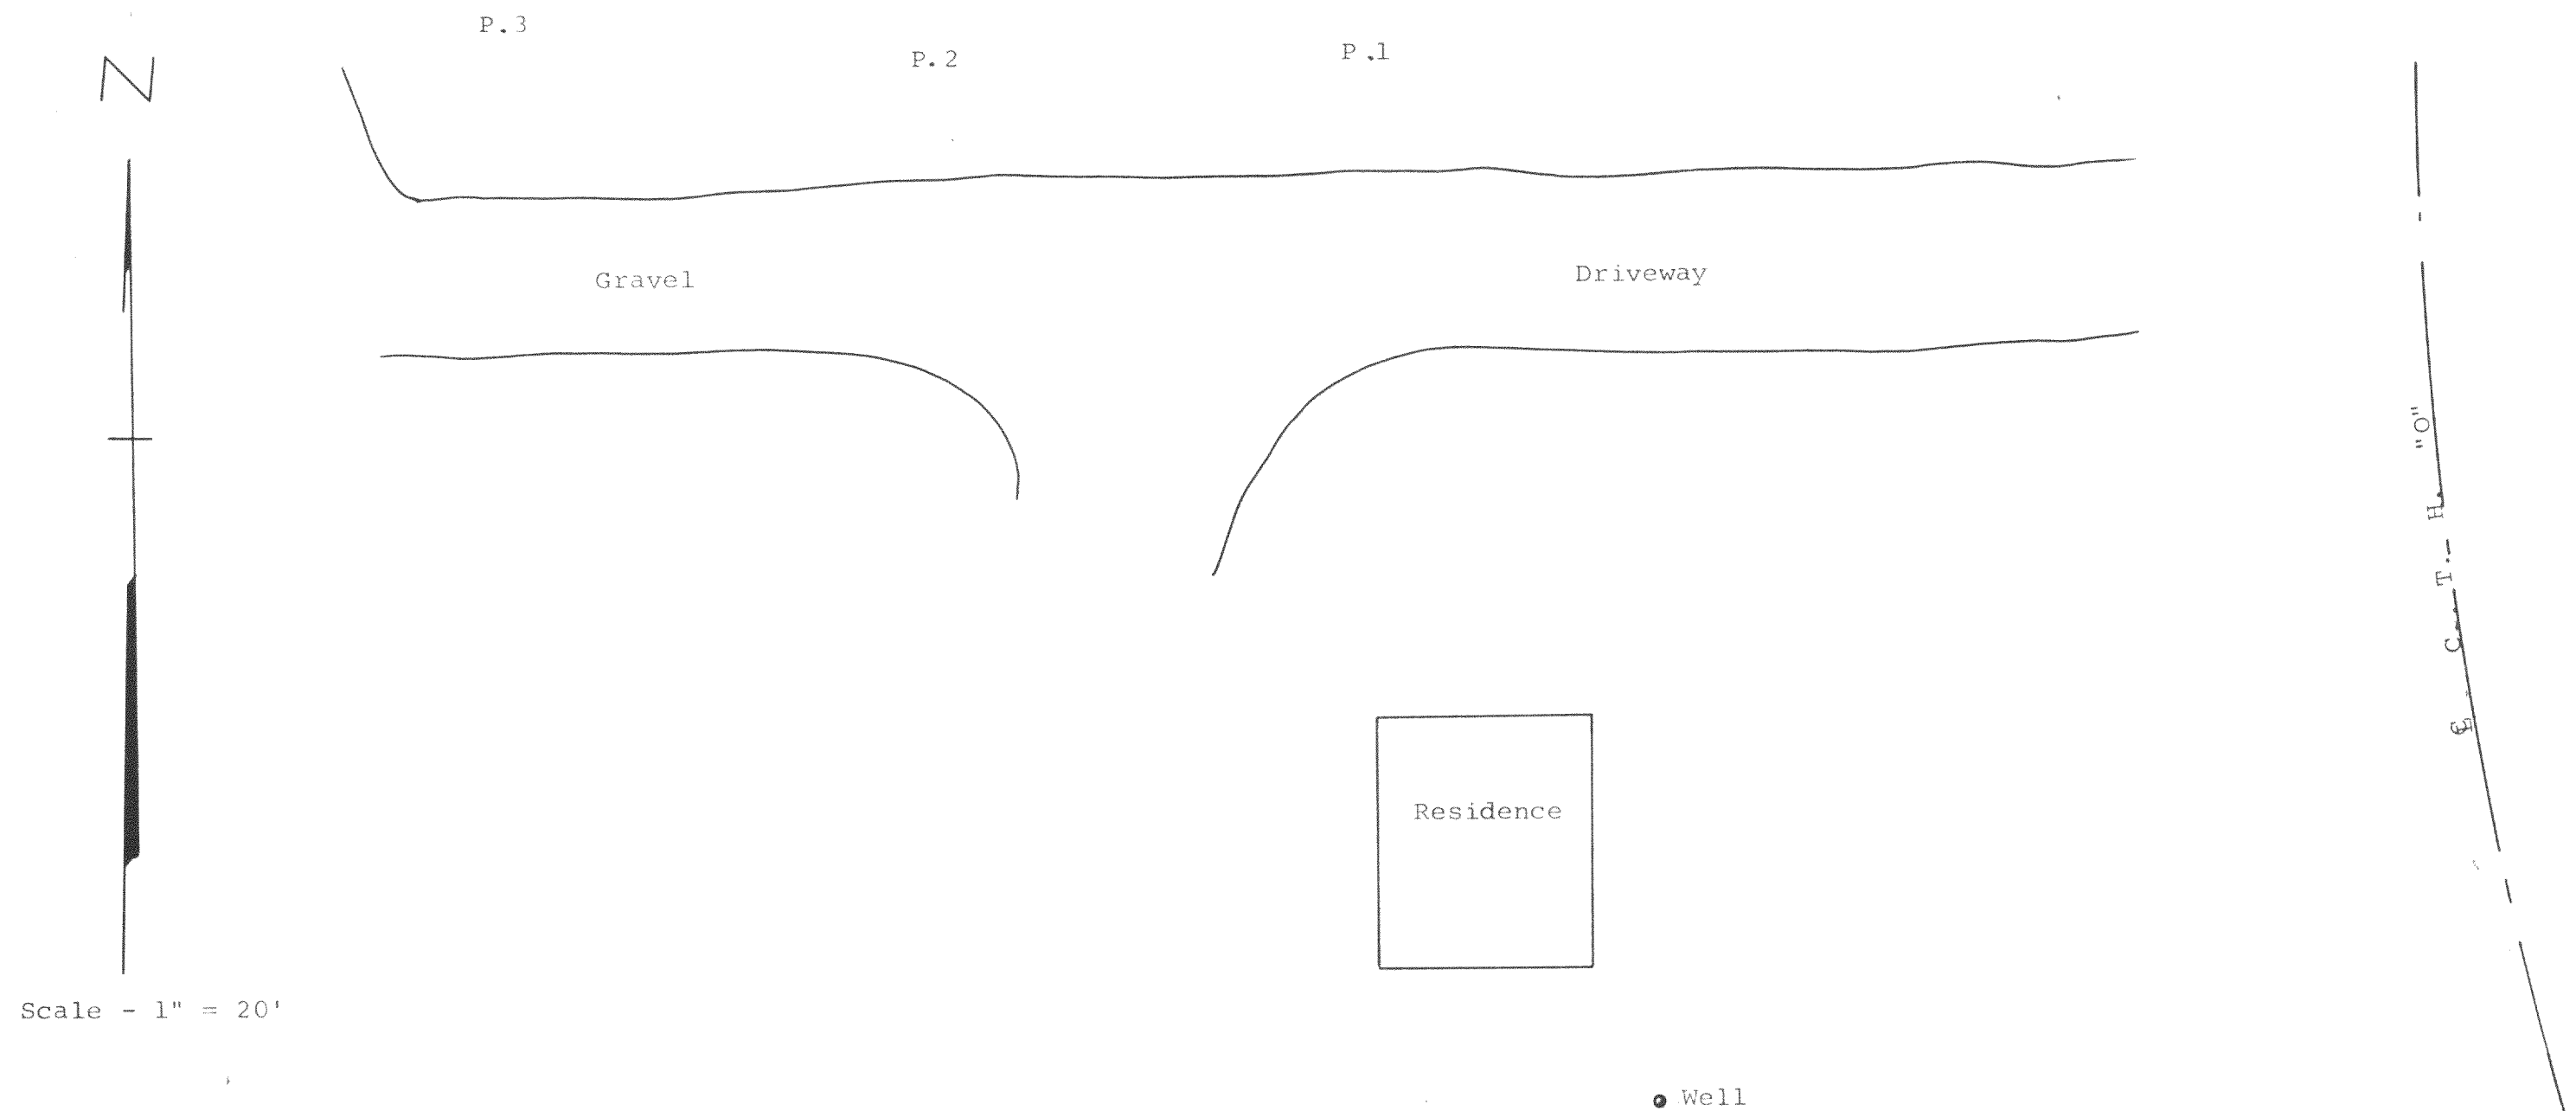 P.3
P.2
P.1
N
Gravel
Driveway
℄ C. T. H. "O"
Residence
Scale - 1" = 20'
Well